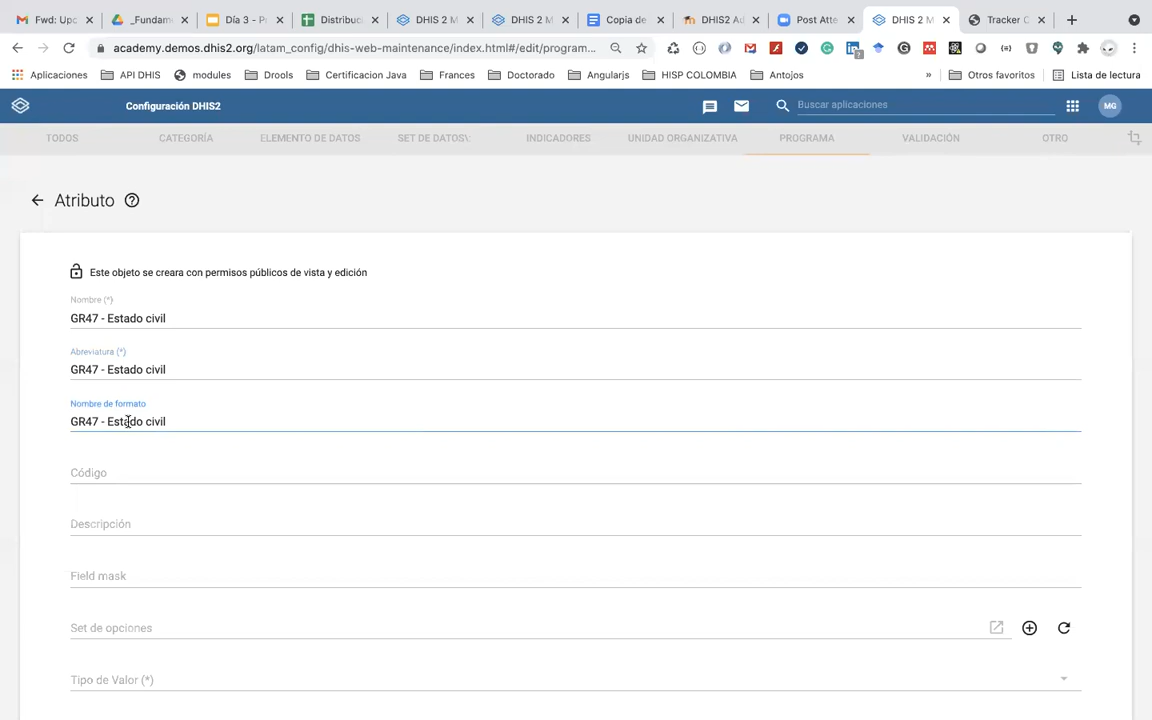 Fwd: Upc
_Fundam
Día 3 - P
Distribuc
DHIS 2 M
DHIS 2 M
Copia de
DHIS2 Ad
Post Atte
DHIS 2 M
Tracker C
academy.demos.dhis2.org/latam_config/dhis-web-maintenance/index.html#/edit/program...
Aplicaciones
API DHIS
modules
Drools
Certificacion Java
Frances
Doctorado
Angularjs
HISP COLOMBIA
Antojos
»
Otros favoritos
Lista de lectura
Configuración DHIS2
Buscar aplicaciones
MG
TODOS
CATEGORÍA
ELEMENTO DE DATOS
SET DE DATOS\:
INDICADORES
UNIDAD ORGANIZATIVA
PROGRAMA
VALIDACIÓN
OTRO
Atributo
Este objeto se creara con permisos públicos de vista y edición
Nombre (*)
GR47 - Estado civil
Abreviatura (*)
GR47 - Estado civil
Nombre de formato
GR47 - Estado civil
Código
Descripción
Field mask
Set de opciones
Tipo de Valor (*)